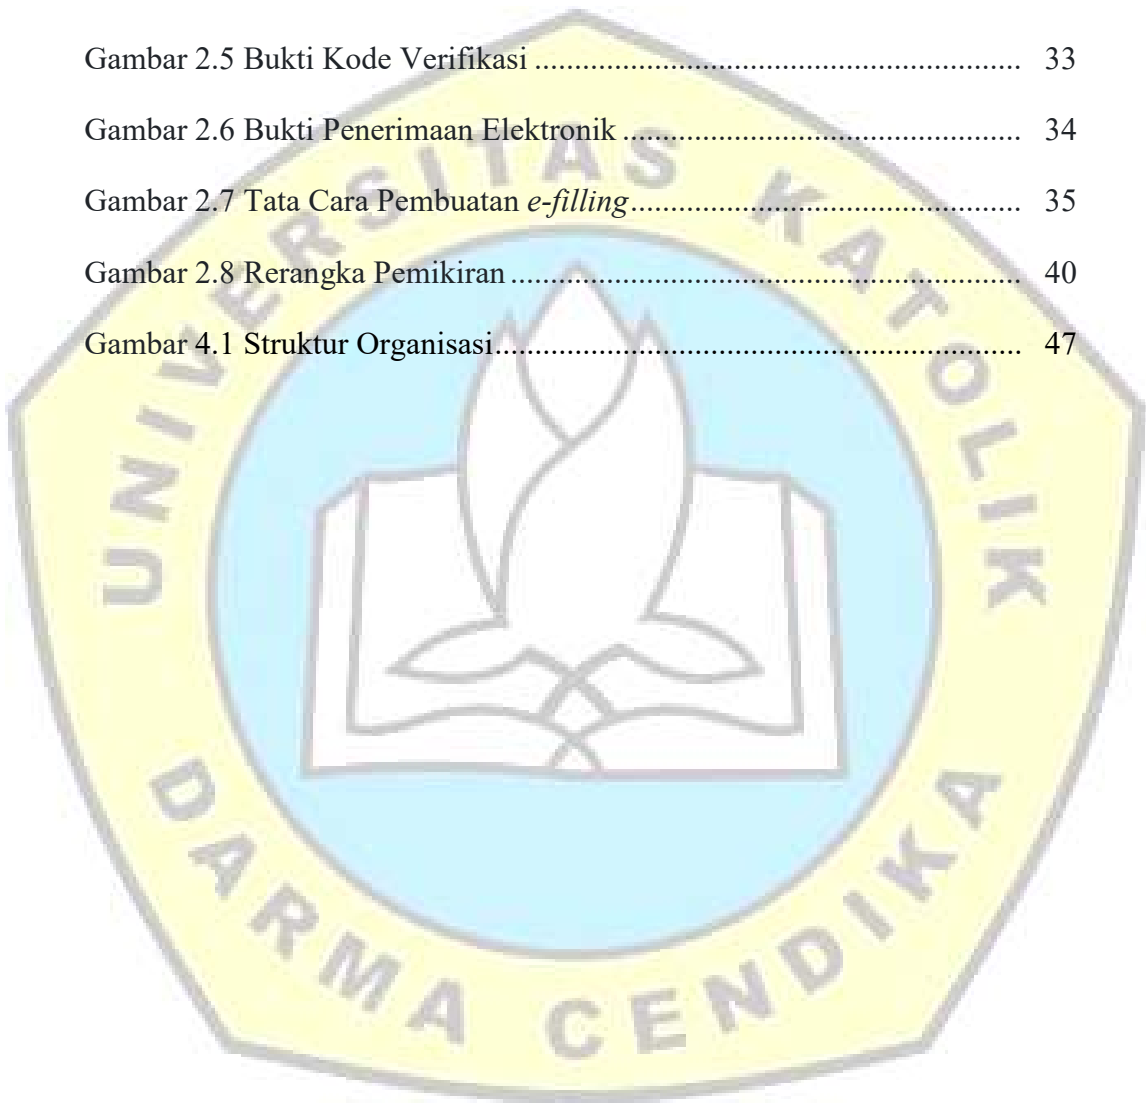 Gambar 2.5 Bukti Kode Verifikasi ............................................................. 33
Gambar 2.6 Bukti Penerimaan Elektronik .................................................. 34
Gambar 2.7 Tata Cara Pembuatan e-filling................................................. 35
Gambar 2.8 Rerangka Pemikiran ................................................................ 40
Gambar 4.1 Struktur Organisasi.................................................................. 47
UNIVERSITAS KATOLIK
DARMA CENDIKA